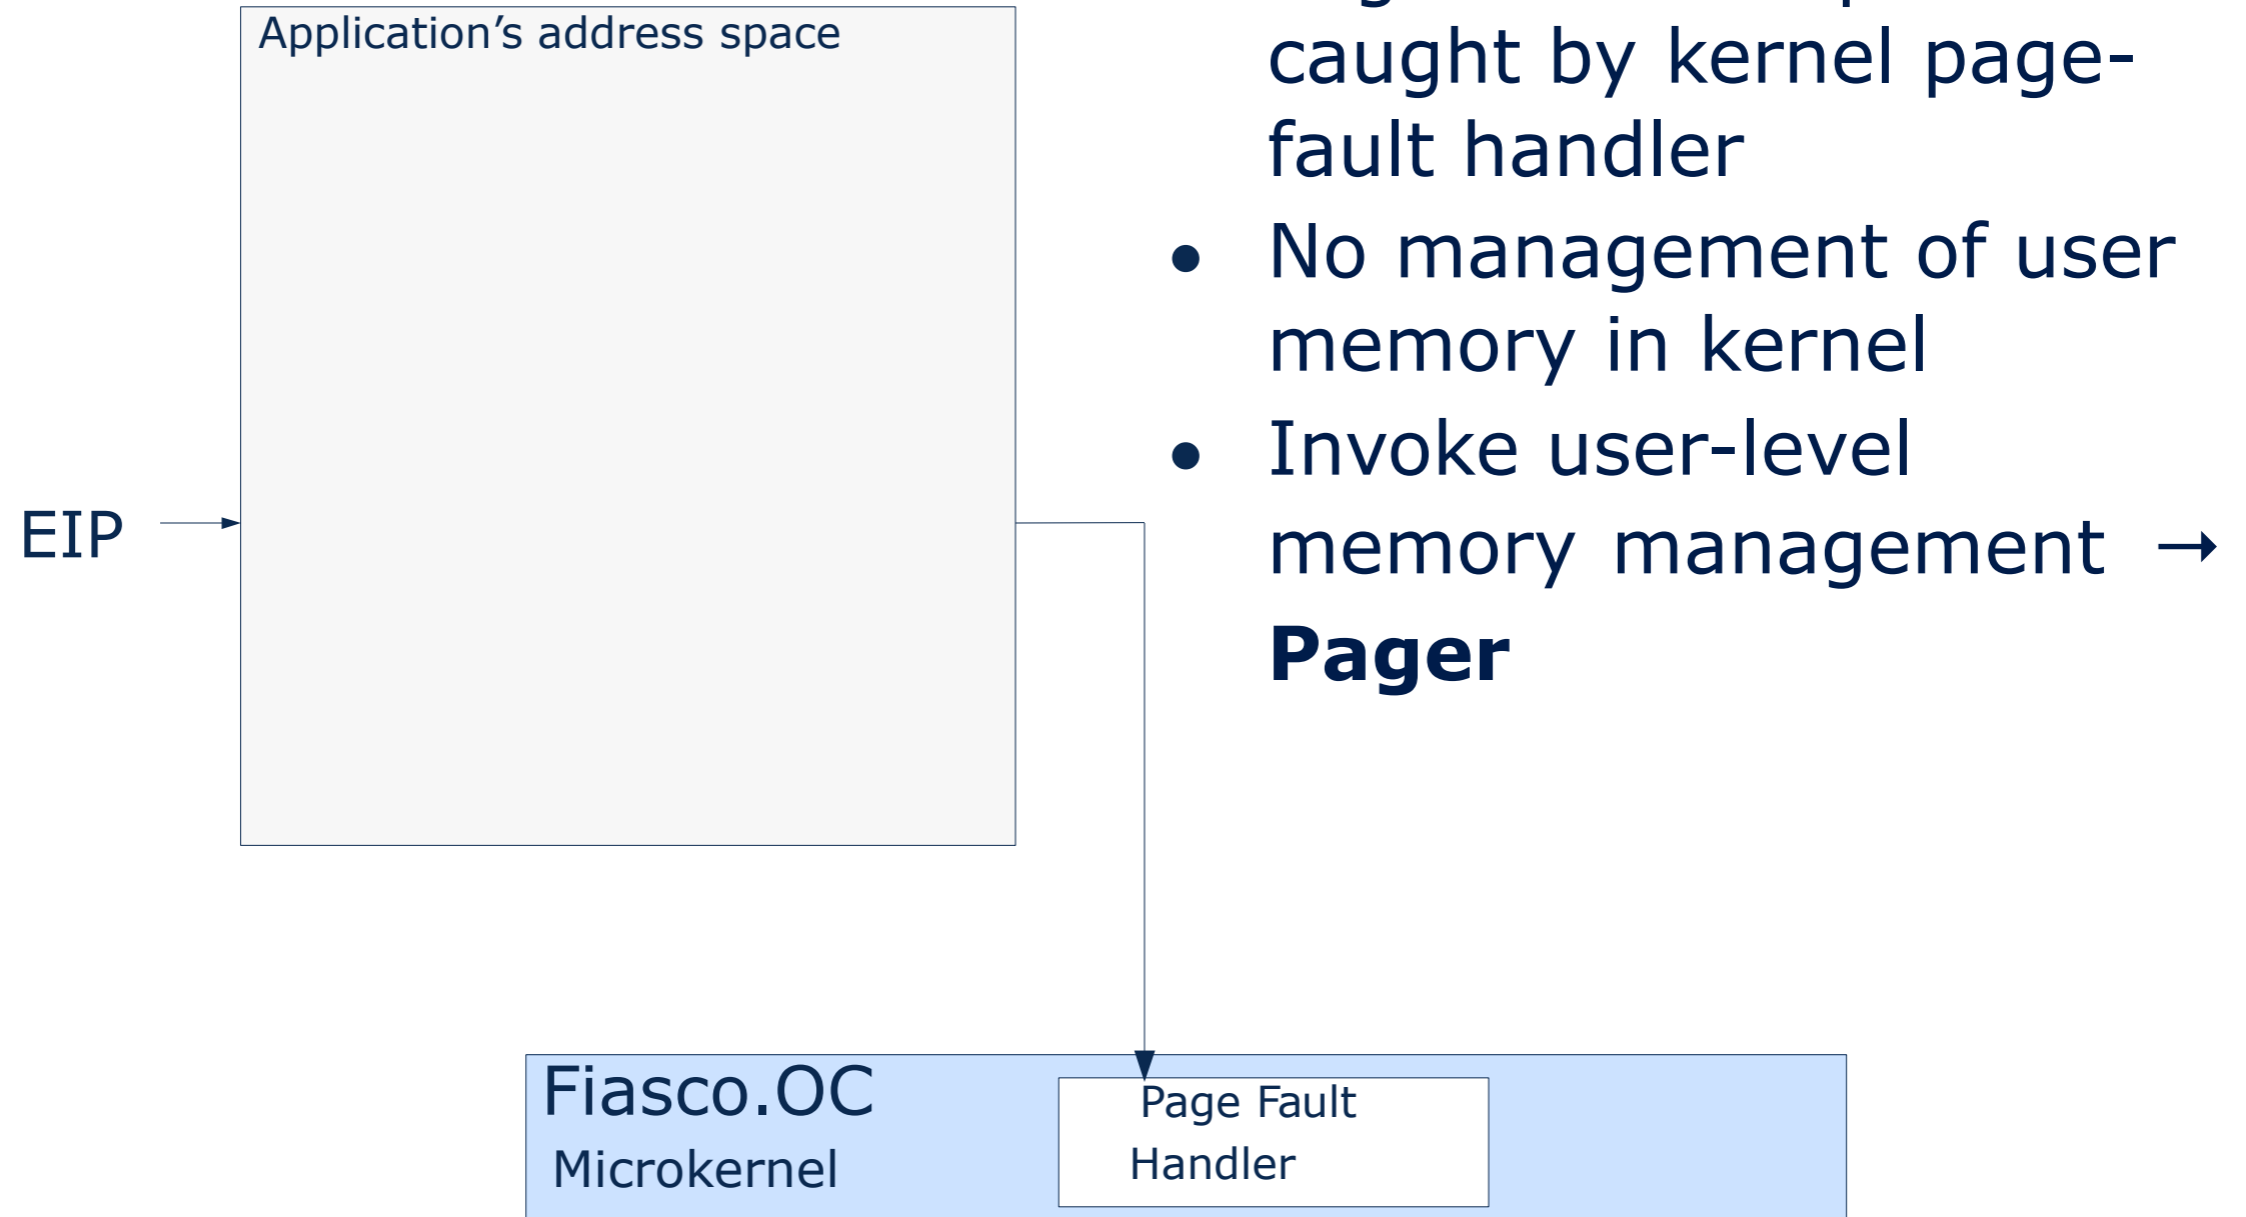 Application’s address space
caught by kernel page-
fault handler
● No management of user
memory in kernel
● Invoke user-level
memory management →
Pager
EIP
Fiasco.OC
Microkernel
Page Fault
Handler